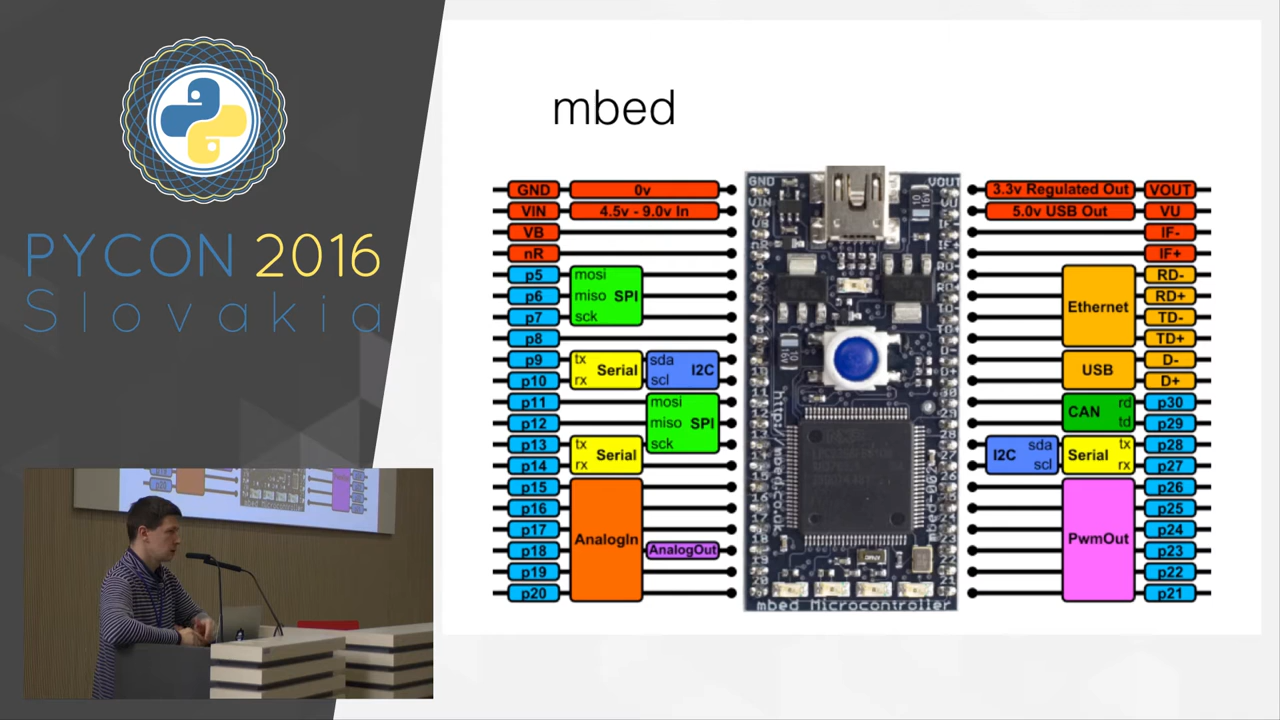 PYCON 2016
Slovakia
mbed
GND 0v
VIN 4.5v - 9.0v In
VB
nR
p5 mosi
p6 miso SPI
p7 sck
p8
p9 tx Serial sda I2C
p10 rx scl
p11 mosi
p12 miso SPI
p13 tx Serial sck
p14 rx
p15
p16
p17 AnalogIn
p18 AnalogOut
p19
p20
3.3v Regulated Out VOUT
5.0v USB Out VU
IF-
IF+
RD-
Ethernet RD+
TD-
TD+
USB D-
D+
CAN rd p30
td p29
I2C sda Serial tx p28
scl rx p27
p26
p25
PwmOut p24
p23
p22
p21
GND
VOUT
mbed Microcontroller